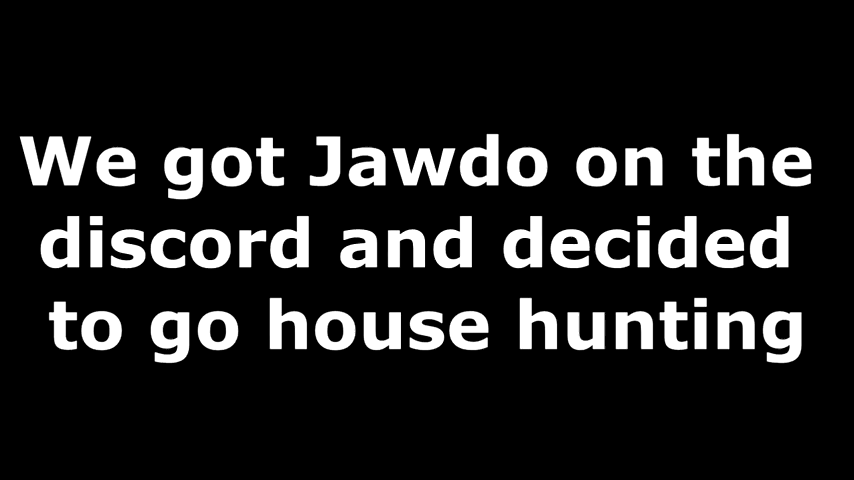 We got Jawdo on the
discord and decided
to go house hunting